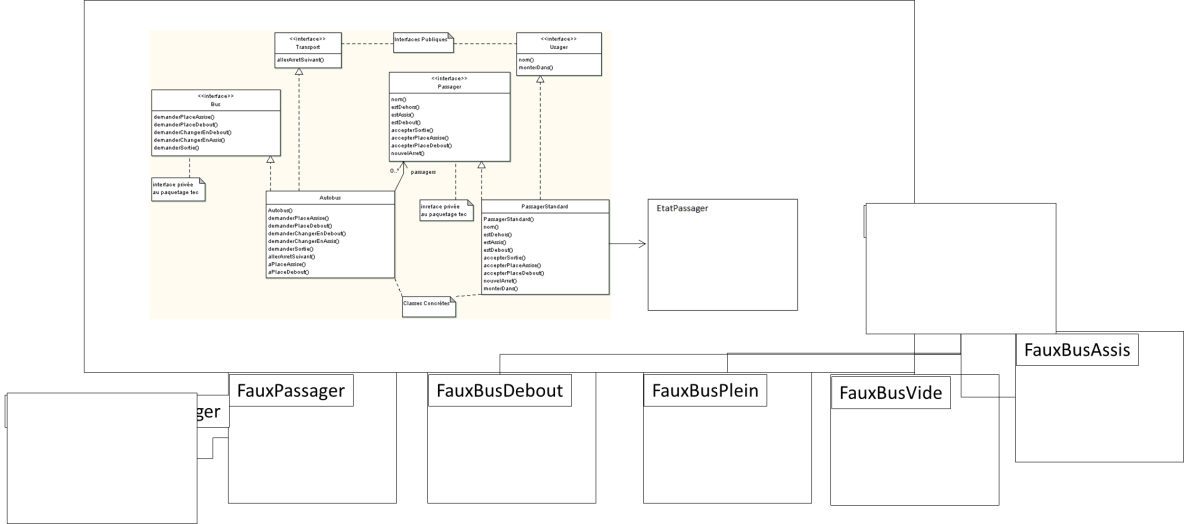 <<interface>>
Transport
allerArretSuivant()
Interfaces Publiques
<<interface>>
Usager
nom()
monterDans()
<<interface>>
Passager
nom()
estDehors()
estAssis()
estDebout()
accepterSortie()
accepterPlaceAssise()
accepterPlaceDebout()
nouvelArret()
<<interface>>
Bus
demanderPlaceAssise()
demanderPlaceDebout()
demanderChangerEnDebout()
demanderChangerEnAssis()
demanderSortie()
interface privée
au paquetage tec
0..*
passagers
Autobus
Autobus()
demanderPlaceAssise()
demanderPlaceDebout()
demanderChangerEnDebout()
demanderChangerEnAssis()
demanderSortie()
allerArretSuivant()
aPlaceAssise()
aPlaceDebout()
inreface privée
au paquetage tec
PassagerStandard
PassagerStandard()
nom()
estDehors()
estAssis()
estDebout()
accepterSortie()
accepterPlaceAssise()
accepterPlaceDebout()
nouvelArret()
monterDans()
Classes Concrètes
EtatPassager
FauxBusAssis
FauxPassager
FauxBusDebout
FauxBusPlein
FauxBusVide
ger